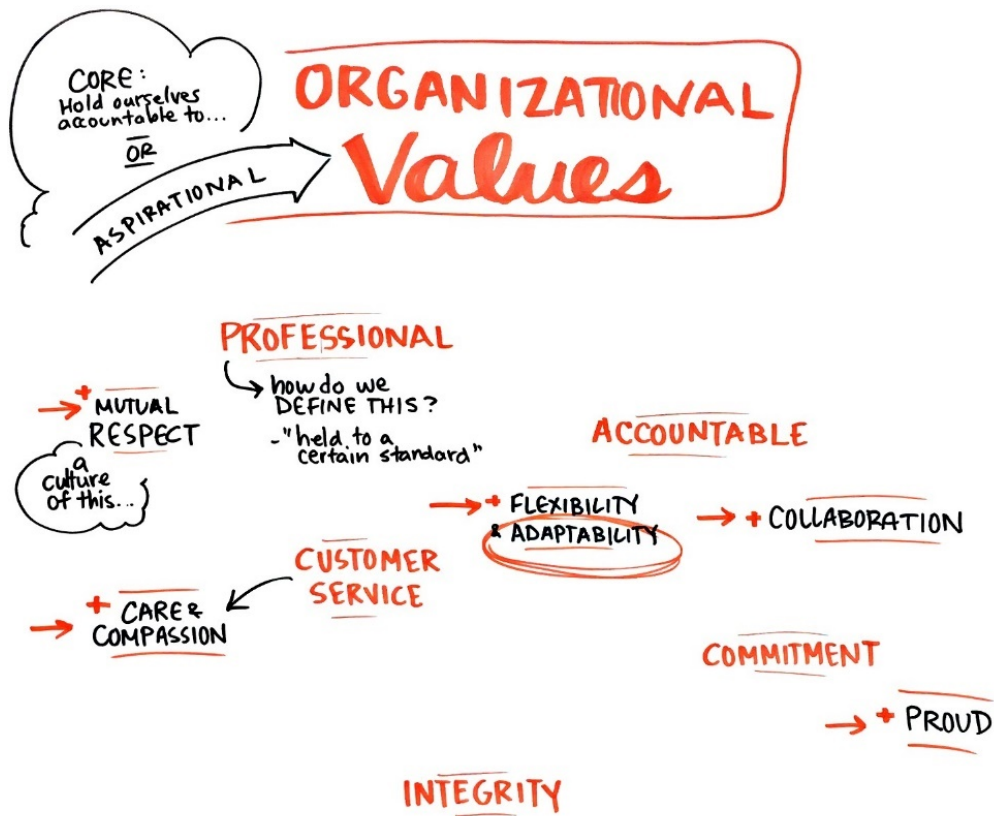 CORE:
Hold ourselves
accountable to...
OR
ASPIRATIONAL
ORGANIZATIONAL
Values
PROFESSIONAL
how do we
DEFINE THIS?
-"held to a
certain standard"
+ MUTUAL
RESPECT
a
culture
of this...
ACCOUNTABLE
+ FLEXIBILITY
& ADAPTABILITY
+ COLLABORATION
CUSTOMER
SERVICE
+ CARE &
COMPASSION
COMMITMENT
+ PROUD
INTEGRITY